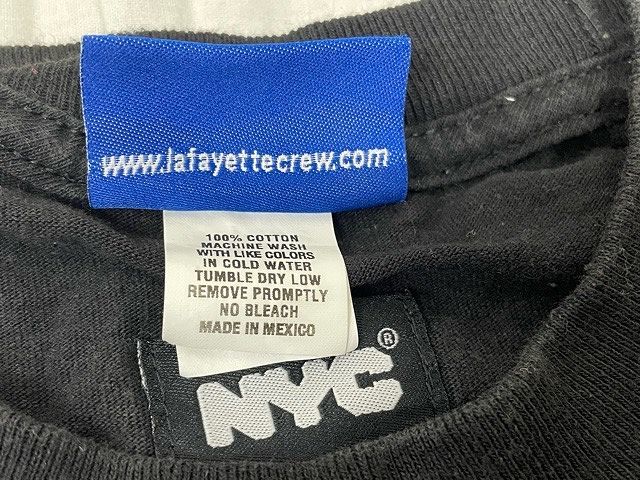 www.lafayettecrew.com
100% COTTON
MACHINE WASH
WITH LIKE COLORS
IN COLD WATER
TUMBLE DRY LOW
REMOVE PROMPTLY
NO BLEACH
MADE IN MEXICO
NYC®